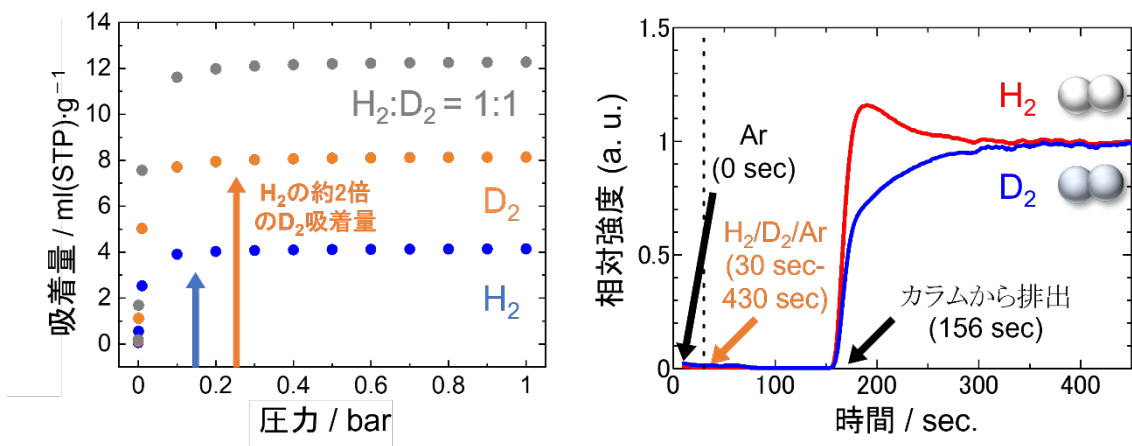 14
12
10
8
6
4
2
0
吸着量 / ml(STP)·g⁻¹
H₂:D₂ = 1:1
H₂の約2倍
のD₂吸着量
D₂
H₂
0 0.2 0.4 0.6 0.8 1
圧力 / bar
1.5
1
0.5
0
相対強度 (a. u.)
H₂
Ar
(0 sec)
D₂
H₂/D₂/Ar
(30 sec-
430 sec)
カラムから排出
(156 sec)
100 200 300 400
時間 / sec.